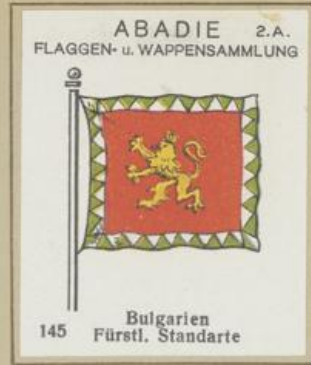 ABADIE 2.A.
FLAGGEN- u. WAPPENSAMMLUNG
145
Bulgarien
Fürstl. Standarte